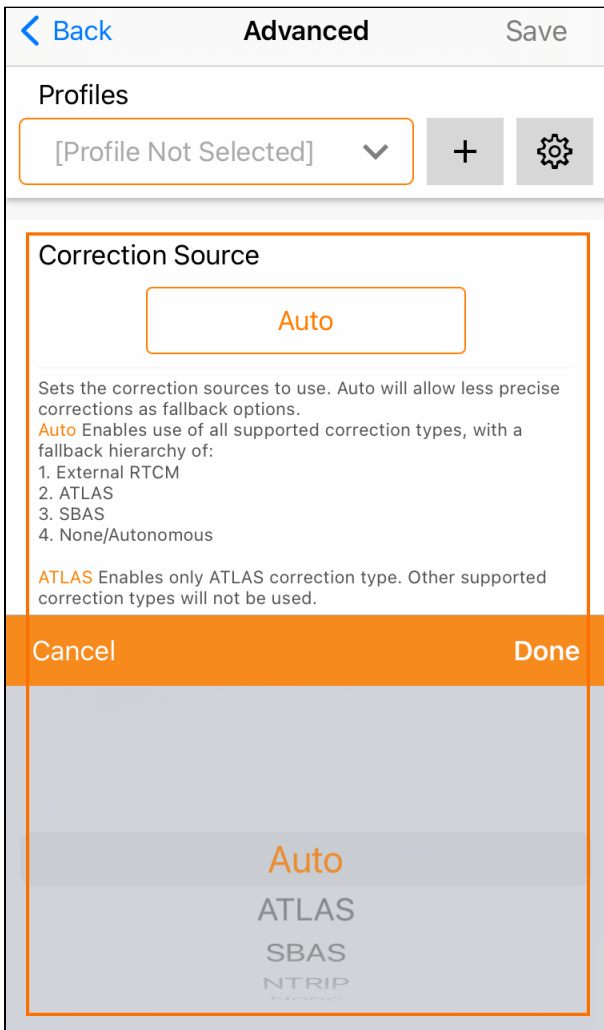 Back Advanced Save
Profiles
[Profile Not Selected]
Correction Source
Auto
Sets the correction sources to use. Auto will allow less precise
corrections as fallback options.
Auto Enables use of all supported correction types, with a
fallback hierarchy of:
1. External RTCM
2. ATLAS
3. SBAS
4. None/Autonomous
ATLAS Enables only ATLAS correction type. Other supported
correction types will not be used.
Cancel Done
Auto
ATLAS
SBAS
NTRIP